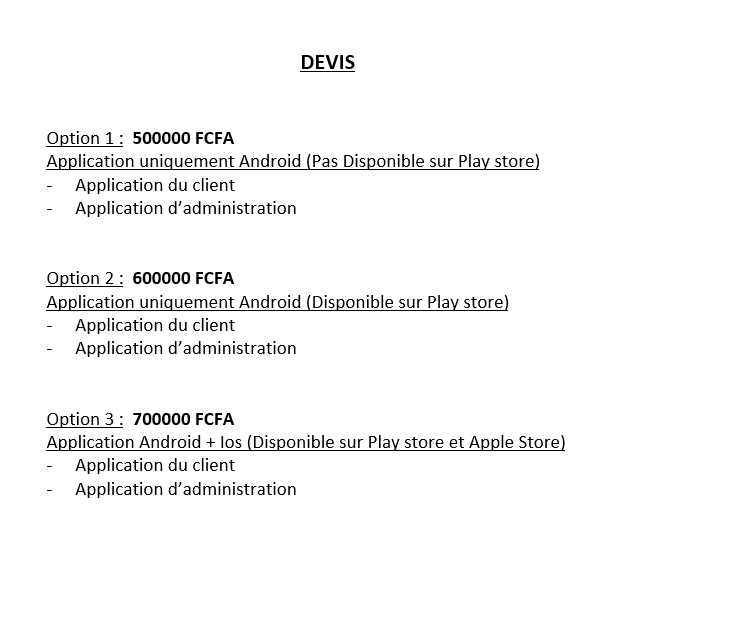 DEVIS
Option 1 : 500000 FCFA
Application uniquement Android (Pas Disponible sur Play store)
- Application du client
- Application d’administration
Option 2 : 600000 FCFA
Application uniquement Android (Disponible sur Play store)
- Application du client
- Application d’administration
Option 3 : 700000 FCFA
Application Android + Ios (Disponible sur Play store et Apple Store)
- Application du client
- Application d’administration